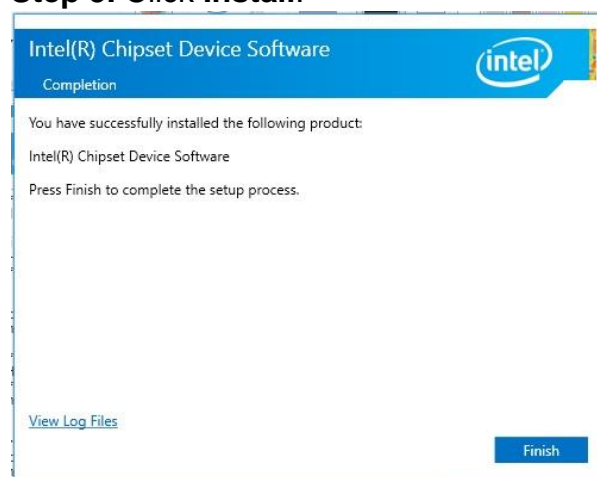 Intel(R) Chipset Device Software
intel
Completion
You have successfully installed the following product:
Intel(R) Chipset Device Software
Press Finish to complete the setup process.
View Log Files
Finish